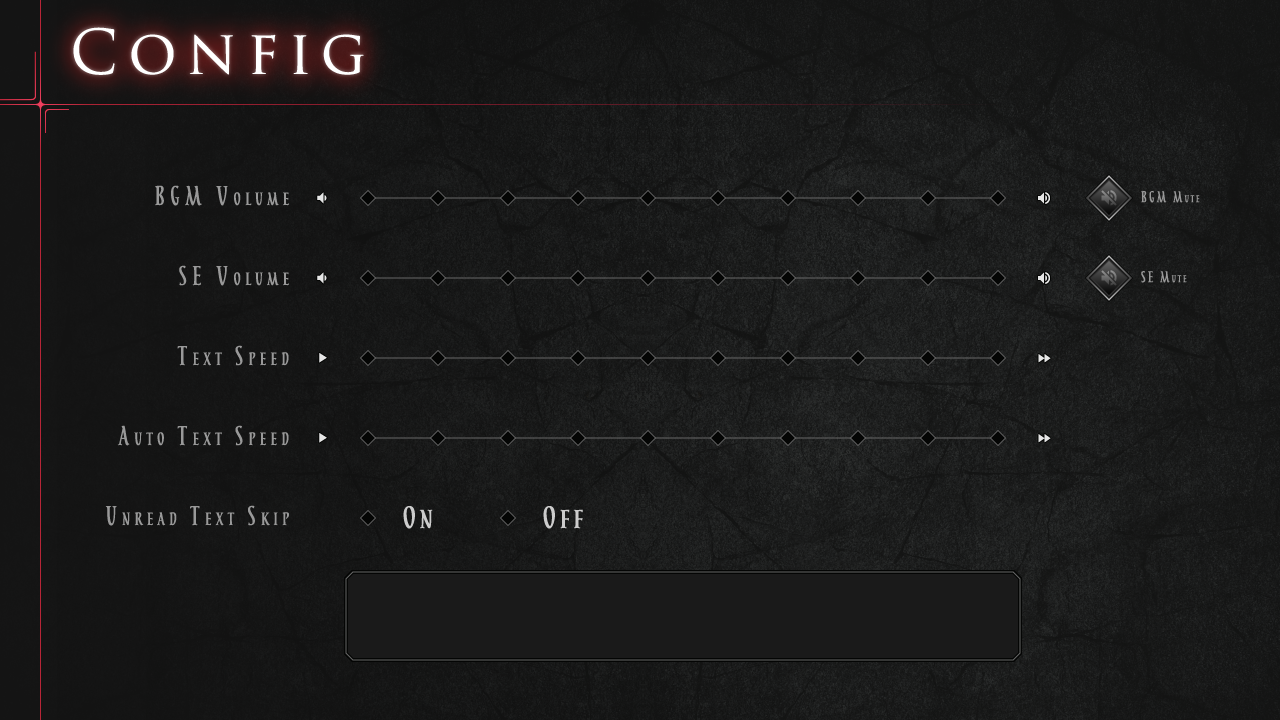 Config
BGM Volume
BGM Mute
SE Volume
SE Mute
Text Speed
Auto Text Speed
Unread Text Skip On Off